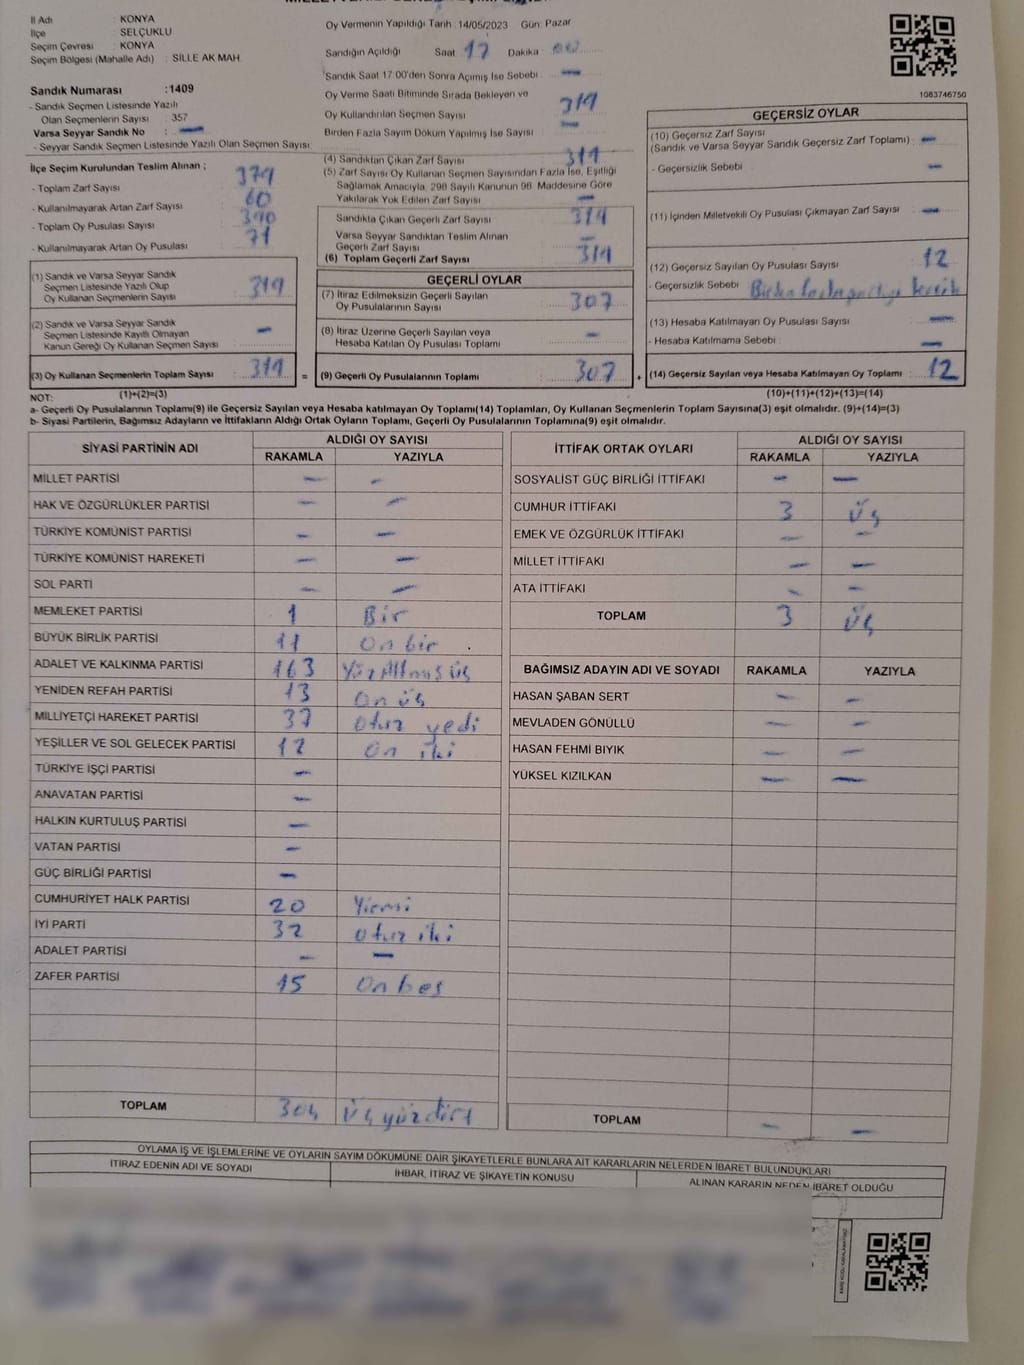 İl Adı : KONYA
İlçe : SELÇUKLU
Seçim Çevresi : KONYA
Seçim Bölgesi (Mahalle Adı) : SİLLE AK MAH
Sandık Numarası :1409
- Sandık Seçmen Listesinde Yazılı
Olan Seçmenlerin Sayısı : 357
Varsa Seyyar Sandık No : —
- Seyyar Sandık Seçmen Listesinde Yazılı Olan Seçmen Sayısı
Oy Vermenin Yapıldığı Tarih 14/05/2023 Gün: Pazar
Sandığın Açıldığı Saat 17 Dakika
Sandık Saat 17:00'den Sonra Açılmış İse Sebebi : —
Oy Verme Saati Bitiminde Sırada Bekleyen ve
Oy Kullandırılan Seçmen Sayısı 319
Birden Fazla Sayım Döküm Yapılmış İse Sayısı —
1083746750
İlçe Seçim Kurulundan Teslim Alınan ;
- Toplam Zarf Sayısı 379
- Kullanılmayarak Artan Zarf Sayısı 60
- Toplam Oy Pusulası Sayısı 390
- Kullanılmayarak Artan Oy Pusulası 71
(4) Sandıktan Çıkan Zarf Sayısı 319
(5) Zarf Sayısı Oy Kullanan Seçmen Sayısından Fazla İse, Eşitliği
Sağlamak Amacıyla, 298 Sayılı Kanunun 98. Maddesine Göre
Yakılarak Yok Edilen Zarf Sayısı —
Sandıkta Çıkan Geçerli Zarf Sayısı 319
Varsa Seyyar Sandıktan Teslim Alınan
Geçerli Zarf Sayısı —
(6) Toplam Geçerli Zarf Sayısı 319
GEÇERSİZ OYLAR
(10) Geçersiz Zarf Sayısı
(Sandık ve Varsa Seyyar Sandık Geçersiz Zarf Toplamı) : —
- Geçersizlik Sebebi : —
(11) İçinden Milletvekili Oy Pusulası Çıkmayan Zarf Sayısı : —
(12) Geçersiz Sayılan Oy Pusulası Sayısı : 12
- Geçersizlik Sebebi : Birden fazla partiyi tercih
(13) Hesaba Katılmayan Oy Pusulası Sayısı : —
- Hesaba Katılmama Sebebi : —
(14) Geçersiz Sayılan veya Hesaba Katılmayan Oy Toplamı : 12
(10)+(11)+(12)+(13)=(14)
(1) Sandık ve Varsa Seyyar Sandık
Seçmen Listesinde Yazılı Olup
Oy Kullanan Seçmenlerin Sayısı 319
(2) Sandık ve Varsa Seyyar Sandık
Seçmen Listesinde Kayıtlı Olmayan
Kanun Gereği Oy Kullanan Seçmen Sayısı —
(3) Oy Kullanan Seçmenlerin Toplam Sayısı 319 =
(1)+(2)=(3)
GEÇERLİ OYLAR
(7) İtiraz Edilmeksizin Geçerli Sayılan
Oy Pusulalarının Sayısı : 307
(8) İtiraz Üzerine Geçerli Sayılan veya
Hesaba Katılan Oy Pusulası Toplamı : —
(9) Geçerli Oy Pusulalarının Toplamı : 307 +
NOT:
a- Geçerli Oy Pusulalarının Toplamı(9) ile Geçersiz Sayılan veya Hesaba katılmayan Oy Toplamı(14) Toplamları, Oy Kullanan Seçmenlerin Toplam Sayısına(3) eşit olmalıdır. (9)+(14)=(3)
b- Siyasi Partilerin, Bağımsız Adayların ve İttifakların Aldığı Ortak Oyların Toplamı, Geçerli Oy Pusulalarının Toplamına(9) eşit olmalıdır.
SİYASİ PARTİNİN ADI ALDIĞI OY SAYISI
RAKAMLA YAZIYLA
MİLLET PARTİSİ — —
HAK VE ÖZGÜRLÜKLER PARTİSİ — —
TÜRKİYE KOMÜNİST PARTİSİ — —
TÜRKİYE KOMÜNİST HAREKETİ — —
SOL PARTİ — —
MEMLEKET PARTİSİ 1 Bir
BÜYÜK BİRLİK PARTİSİ 11 On bir
ADALET VE KALKINMA PARTİSİ 163 Yüz Altmış üç
YENİDEN REFAH PARTİSİ 13 On üç
MİLLİYETÇİ HAREKET PARTİSİ 37 Otuz yedi
YEŞİLLER VE SOL GELECEK PARTİSİ 12 On iki
TÜRKİYE İŞÇİ PARTİSİ —
ANAVATAN PARTİSİ —
HALKIN KURTULUŞ PARTİSİ —
VATAN PARTİSİ —
GÜÇ BİRLİĞİ PARTİSİ —
CUMHURİYET HALK PARTİSİ 20 Yirmi
İYİ PARTİ 32 Otuz iki
ADALET PARTİSİ — —
ZAFER PARTİSİ 15 On beş
TOPLAM 304 Üç yüz dört
İTTİFAK ORTAK OYLARI ALDIĞI OY SAYISI
RAKAMLA YAZIYLA
SOSYALİST GÜÇ BİRLİĞİ İTTİFAKI — —
CUMHUR İTTİFAKI 3 Üç
EMEK VE ÖZGÜRLÜK İTTİFAKI — —
MİLLET İTTİFAKI — —
ATA İTTİFAKI — —
TOPLAM 3 Üç
BAĞIMSIZ ADAYIN ADI VE SOYADI RAKAMLA YAZIYLA
HASAN ŞABAN SERT — —
MEVLADEN GÖNÜLLÜ — —
HASAN FEHMİ BIYIK — —
YÜKSEL KIZILKAN — —
TOPLAM — —
OYLAMA İŞ VE İŞLEMLERİNE VE OYLARIN SAYIM DÖKÜMÜNE DAİR ŞİKAYETLERLE BUNLARA AİT KARARLARIN NELERDEN İBARET BULUNDUKLARI
İTİRAZ EDENİN ADI VE SOYADI İHBAR, İTİRAZ VE ŞİKAYETİN KONUSU ALINAN KARARIN NEDEN İBARET OLDUĞU